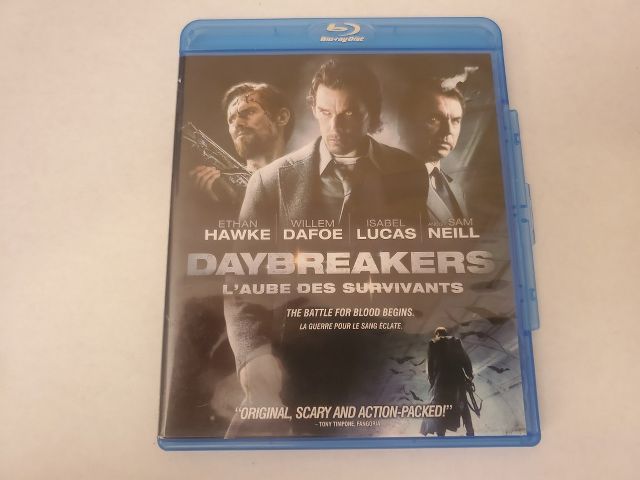 Blu-ray Disc
ETHAN HAWKE WILLEM DAFOE ISABEL LUCAS AND SAM NEILL
DAYBREAKERS
L'AUBE DES SURVIVANTS
THE BATTLE FOR BLOOD BEGINS.
LA GUERRE POUR LE SANG ÉCLATE.
"ORIGINAL, SCARY AND ACTION-PACKED!"
- TONY TIMPONE, FANGORIA